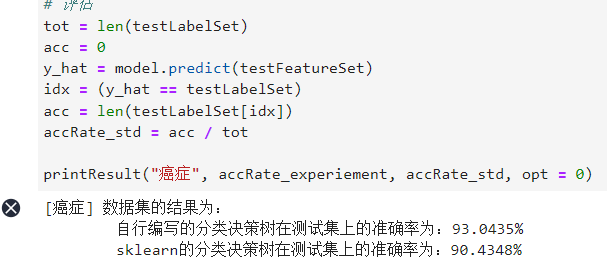 # 评估
tot = len(testLabelSet)
acc = 0
y_hat = model.predict(testFeatureSet)
idx = (y_hat == testLabelSet)
acc = len(testLabelSet[idx])
accRate_std = acc / tot
printResult("癌症", accRate_experiement, accRate_std, opt = 0)
[癌症] 数据集的结果为:
自行编写的分类决策树在测试集上的准确率为: 93.0435%
sklearn的分类决策树在测试集上的准确率为: 90.4348%